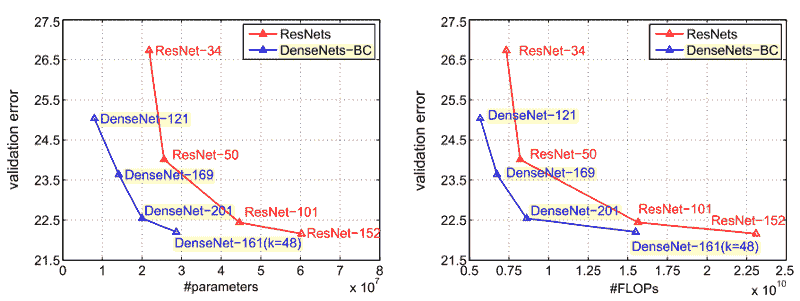 27.5
26.5
25.5
24.5
23.5
22.5
21.5
validation error
ResNets
DenseNets-BC
ResNet-34
DenseNet-121
ResNet-50
DenseNet-169
DenseNet-201
ResNet-101
ResNet-152
DenseNet-161(k=48)
0 1 2 3 4 5 6 7 8
#parameters
x 10^7
27.5
26.5
25.5
24.5
23.5
22.5
21.5
validation error
ResNets
DenseNets-BC
ResNet-34
DenseNet-121
ResNet-50
DenseNet-169
DenseNet-201
ResNet-101
ResNet-152
DenseNet-161(k=48)
0.5 0.75 1 1.25 1.5 1.75 2 2.25 2.5
#FLOPs
x 10^10